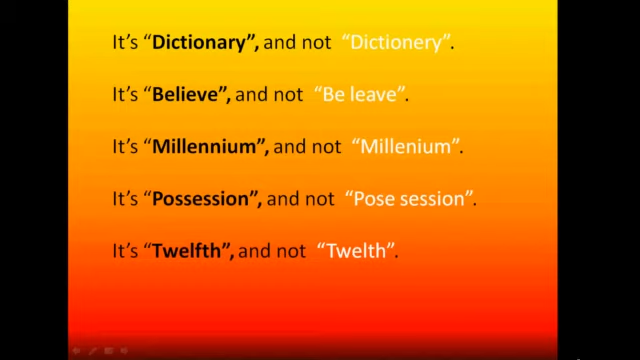 It's “Dictionary”, and not “Dictionery”.
It's “Believe”, and not “Be leave”.
It's “Millennium”, and not “Millenium”.
It's “Possession”, and not “Pose session”.
It's “Twelfth”, and not “Twelth”.